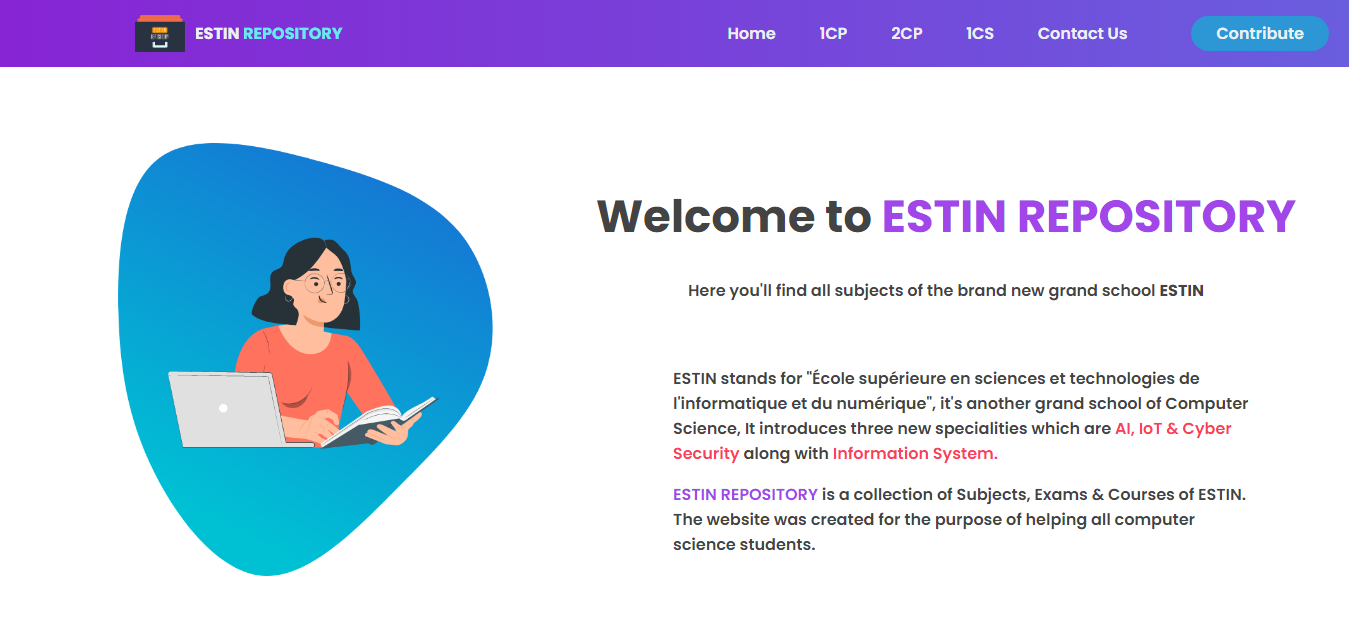 ESTIN REPOSITORY
Home 1CP 2CP 1CS Contact Us Contribute
Welcome to ESTIN REPOSITORY
Here you'll find all subjects of the brand new grand school ESTIN
ESTIN stands for "École supérieure en sciences et technologies de
l'informatique et du numérique", it's another grand school of Computer
Science, It introduces three new specialities which are AI, IoT & Cyber
Security along with Information System.
ESTIN REPOSITORY is a collection of Subjects, Exams & Courses of ESTIN.
The website was created for the purpose of helping all computer
science students.